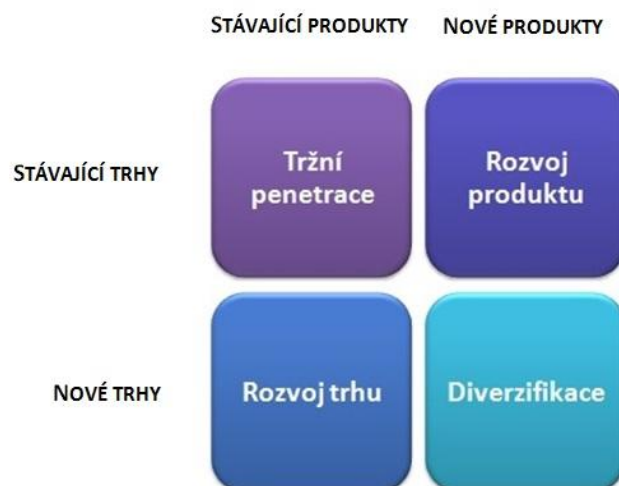 STÁVAJÍCÍ PRODUKTY NOVÉ PRODUKTY
STÁVAJÍCÍ TRHY
Tržní
penetrace
Rozvoj
produktu
NOVÉ TRHY
Rozvoj trhu
Diverzifikace